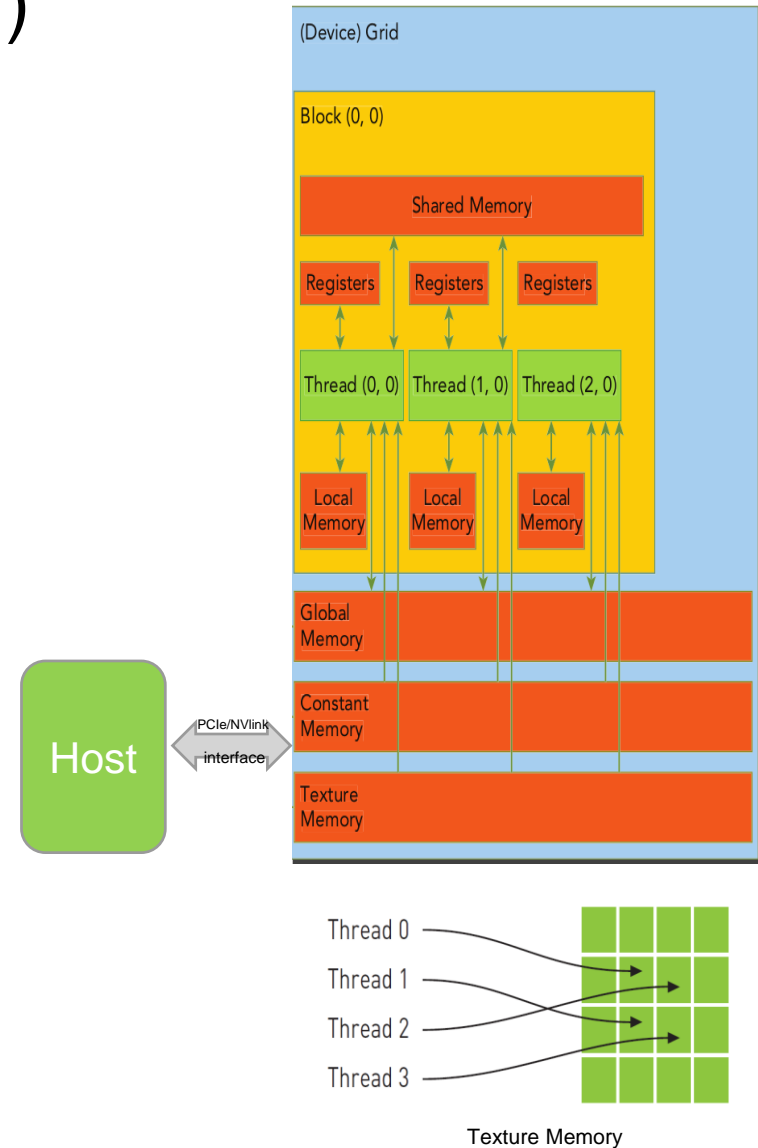 )
(Device) Grid
Block (0, 0)
Shared Memory
Registers
Registers
Registers
Thread (0, 0)
Thread (1, 0)
Thread (2, 0)
Local
Memory
Local
Memory
Local
Memory
Global
Memory
Constant
Memory
Texture
Memory
Host
PCIe/NVlink
interface
Thread 0
Thread 1
Thread 2
Thread 3
Texture Memory